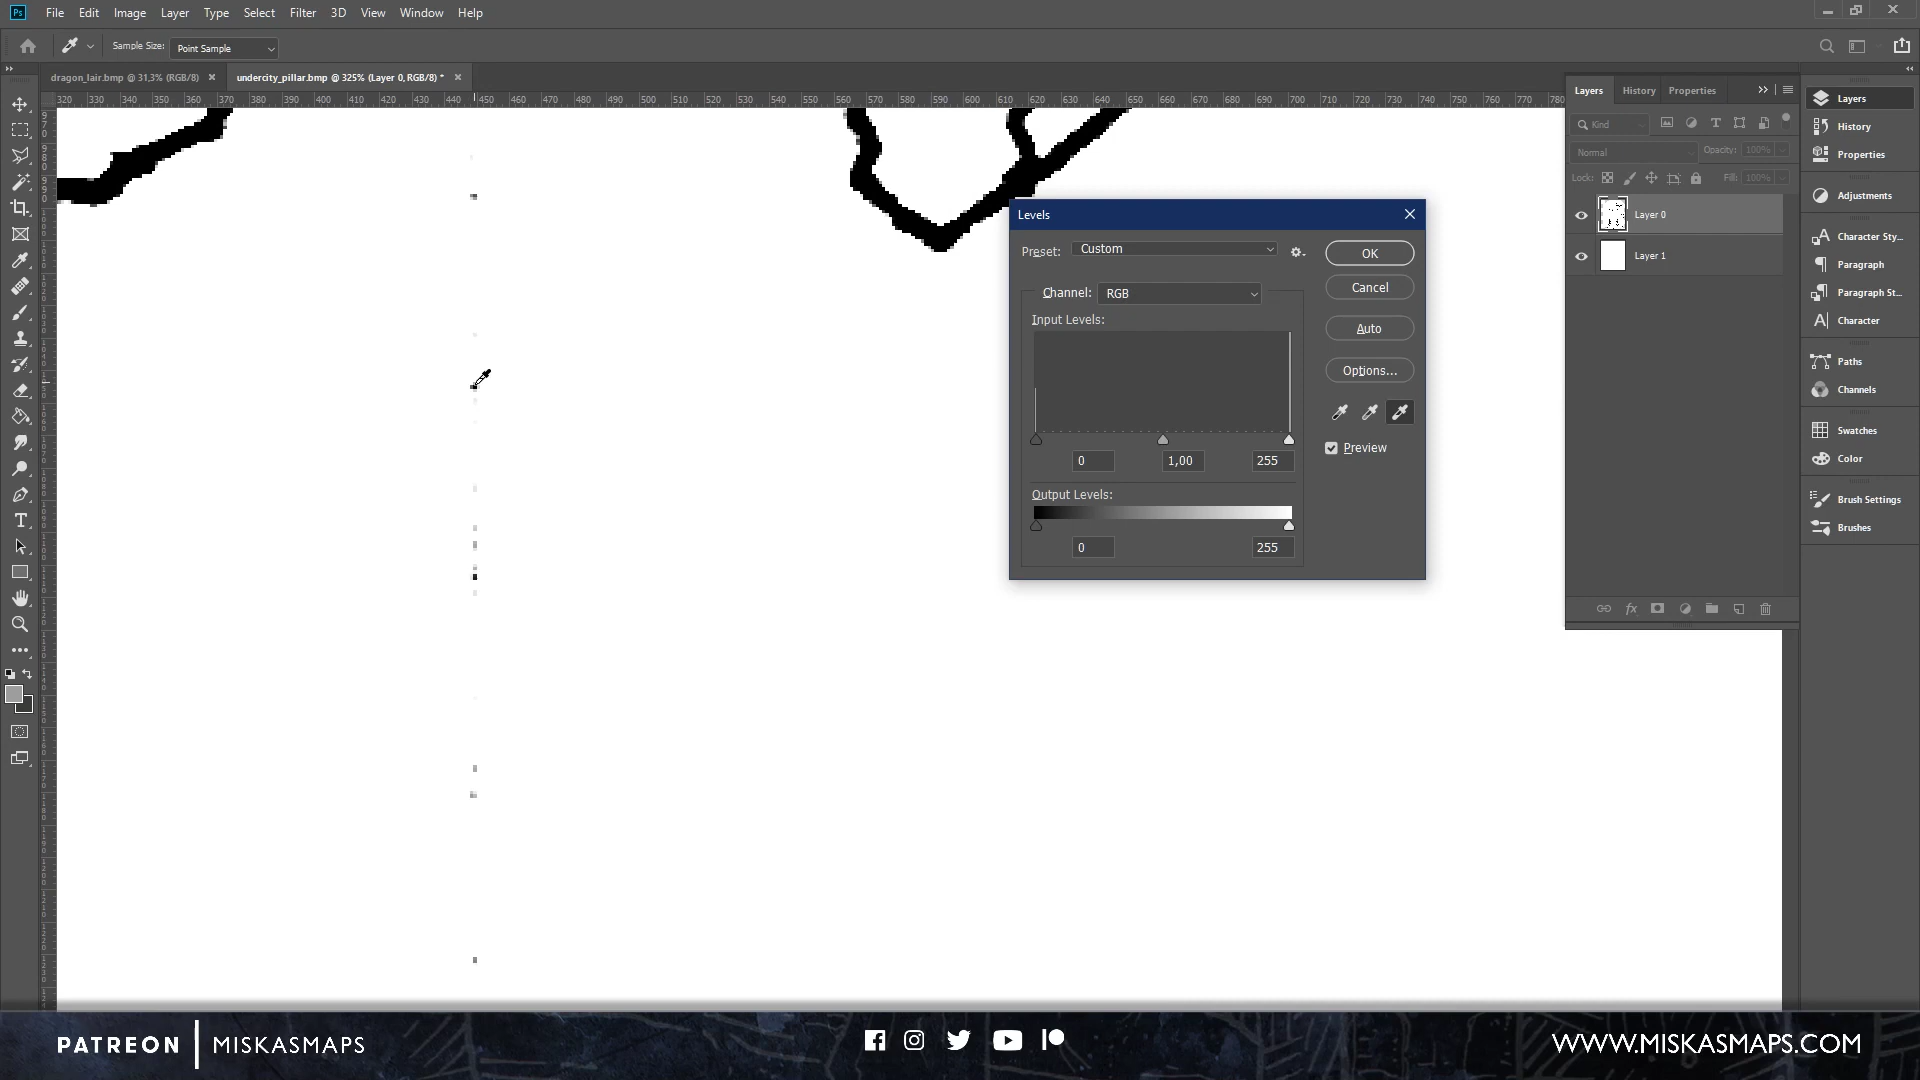 File Edit Image Layer Type Select Filter 3D View Window Help
Sample Size: Point Sample
dragon_lair.bmp @ 31,3% (RGB/8) × undercity_pillar.bmp @ 325% (Layer 0, RGB/8) * ×
320 330 340 350 360 370 380 390 400 410 420 430 440 450 460 470 480 490 500 510 520 530 540 550 560 570 580 590 600 610 620 630 640 650 660 670 680 690 700 710 720 730 740 750 760 770 780
Layers History Properties
Kind
Normal Opacity: 100%
Lock: Fill: 100%
Layer 0
Layer 1
Levels
Preset: Custom
OK
Channel: RGB
Cancel
Input Levels:
Auto
Options...
Preview
0 1,00 255
Output Levels:
0 255
Layers
History
Properties
Adjustments
Character Sty...
Paragraph
Paragraph St...
Character
Paths
Channels
Swatches
Color
Brush Settings
Brushes
PATREON | MISKASMAPS
WWW.MISKASMAPS.COM